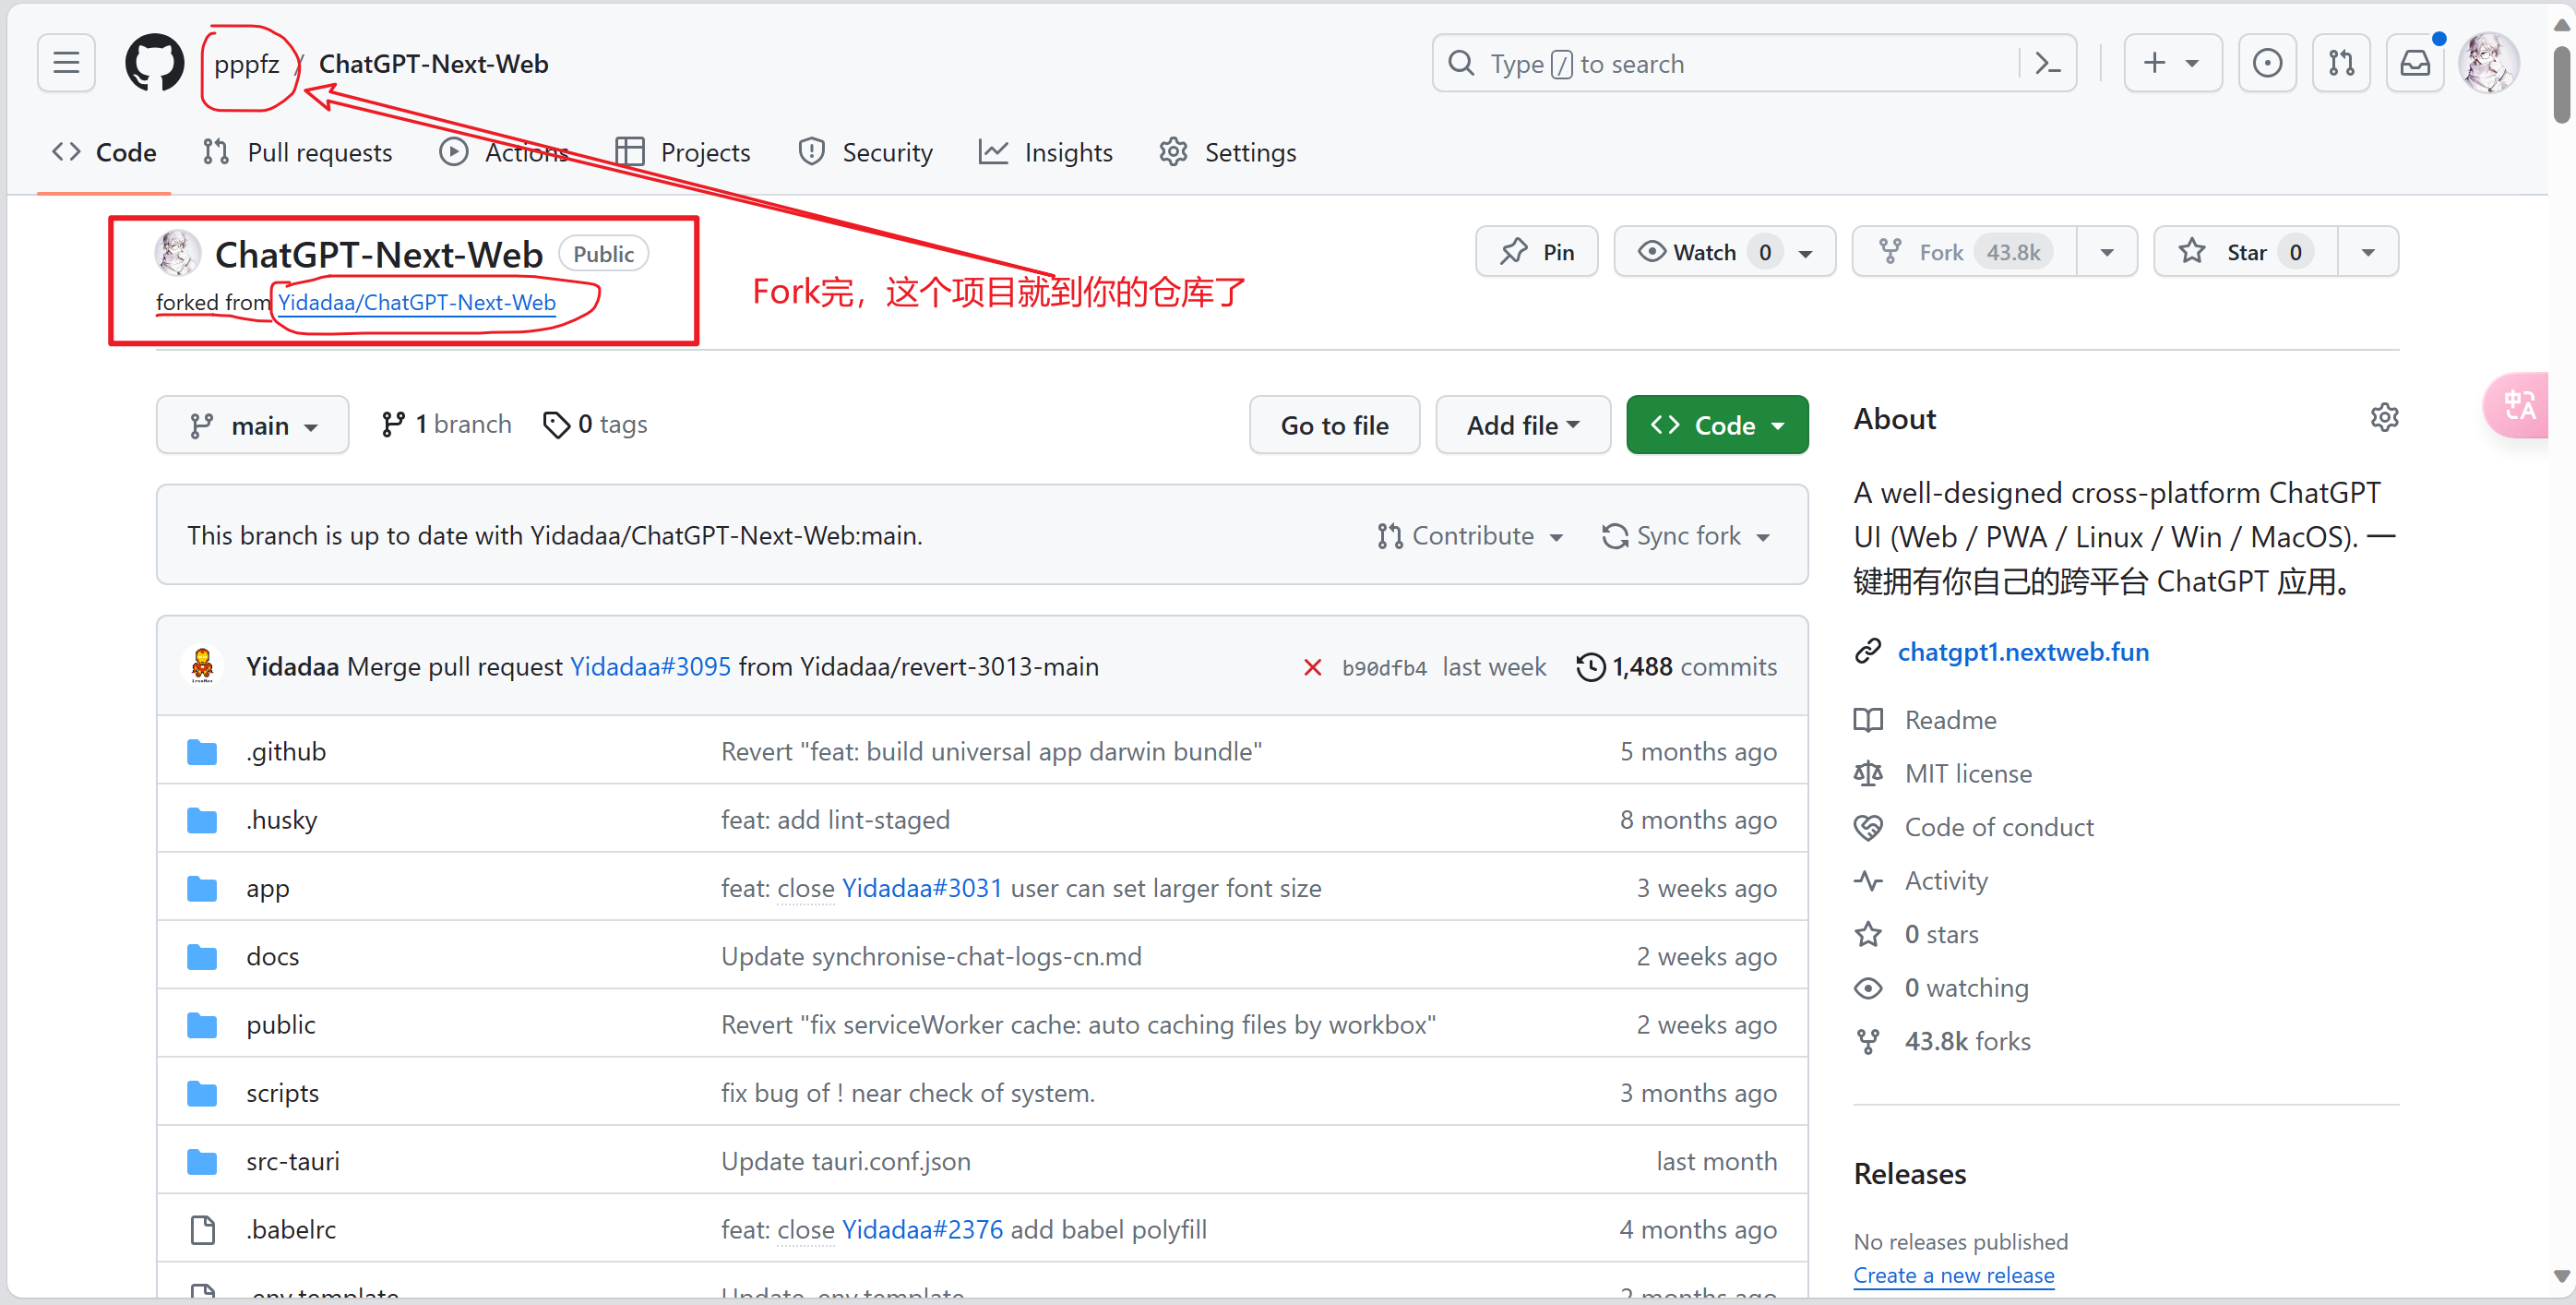 pppfz / ChatGPT-Next-Web
Type / to search
Code Pull requests Actions Projects Security Insights Settings
ChatGPT-Next-Web Public
forked from Yidadaa/ChatGPT-Next-Web
Fork完，这个项目就到你的仓库了
Pin Watch 0 Fork 43.8k Star 0
main 1 branch 0 tags
Go to file Add file Code
This branch is up to date with Yidadaa/ChatGPT-Next-Web:main.
Contribute Sync fork
Yidadaa Merge pull request Yidadaa#3095 from Yidadaa/revert-3013-main b90dfb4 last week 1,488 commits
.github Revert "feat: build universal app darwin bundle" 5 months ago
.husky feat: add lint-staged 8 months ago
app feat: close Yidadaa#3031 user can set larger font size 3 weeks ago
docs Update synchronise-chat-logs-cn.md 2 weeks ago
public Revert "fix serviceWorker cache: auto caching files by workbox" 2 weeks ago
scripts fix bug of ! near check of system. 3 months ago
src-tauri Update tauri.conf.json last month
.babelrc feat: close Yidadaa#2376 add babel polyfill 4 months ago
.env.template Update .env.template 2 months ago
About
A well-designed cross-platform ChatGPT
UI (Web / PWA / Linux / Win / MacOS). 一
键拥有你自己的跨平台 ChatGPT 应用。
chatgpt1.nextweb.fun
Readme
MIT license
Code of conduct
Activity
0 stars
0 watching
43.8k forks
Releases
No releases published
Create a new release
中A